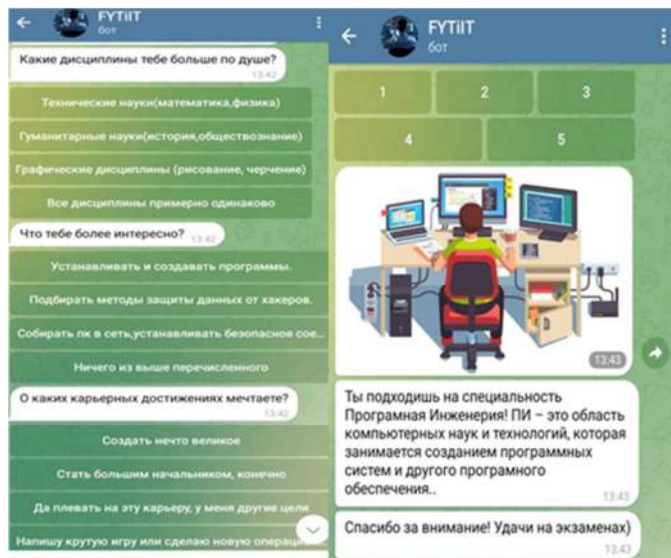 FYTiIT
бот
Какие дисциплины тебе больше по душе?
13:42
Технические науки(математика,физика)
Гуманитарные науки(история,обществознание)
Графические дисциплины (рисование, черчение)
Все дисциплины примерно одинаково
Что тебе более интересно?
13:42
Устанавливать и создавать программы.
Подбирать методы защиты данных от хакеров.
Собирать пк в сеть,устанавливать безопасное сое...
Ничего из выше перечисленного
О каких карьерных достижениях мечтаете?
13:42
Создать нечто великое
Стать большим начальником, конечно
Да плевать на эту карьеру, у меня другие цели
Напишу крутую игру или сделаю новую
FYTiIT
бот
1 2 3
4 5
13:43
Ты подходишь на специальность
Програмная Инженерия! ПИ – это область
компьютерных наук и технологий, которая
занимается созданием программных
систем и другого програмного
обеспечения..
13:43
Спасибо за внимание! Удачи на экзаменах)
13:43